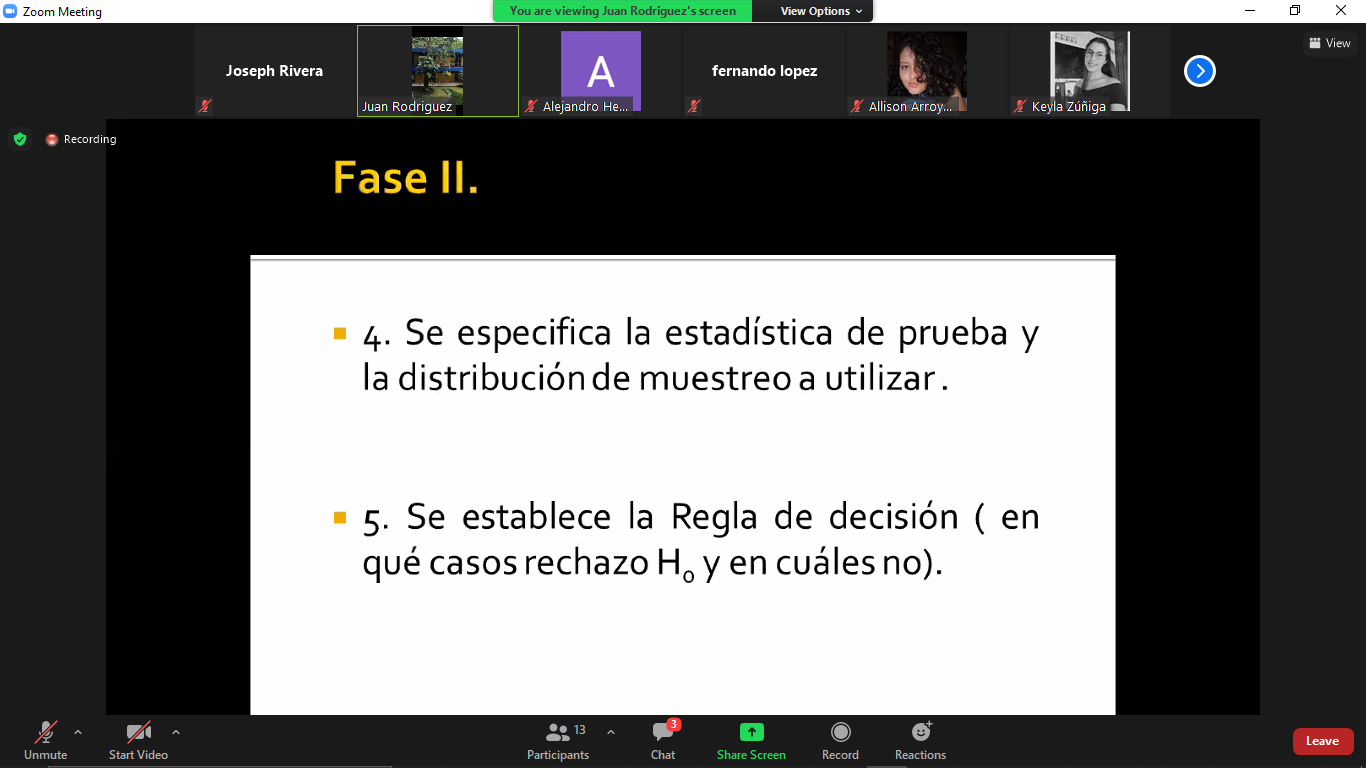 Zoom Meeting
You are viewing Juan Rodriguez's screen
View Options
Joseph Rivera
Juan Rodriguez
A
Alejandro He...
fernando lopez
Allison Arroy...
Keyla Zúñiga
View
Recording
Fase II.
4. Se especifica la estadística de prueba y
la distribución de muestreo a utilizar .
5. Se establece la Regla de decisión ( en
qué casos rechazo H₀ y en cuáles no).
Unmute
Start Video
13
Participants
3
Chat
Share Screen
Record
Reactions
Leave